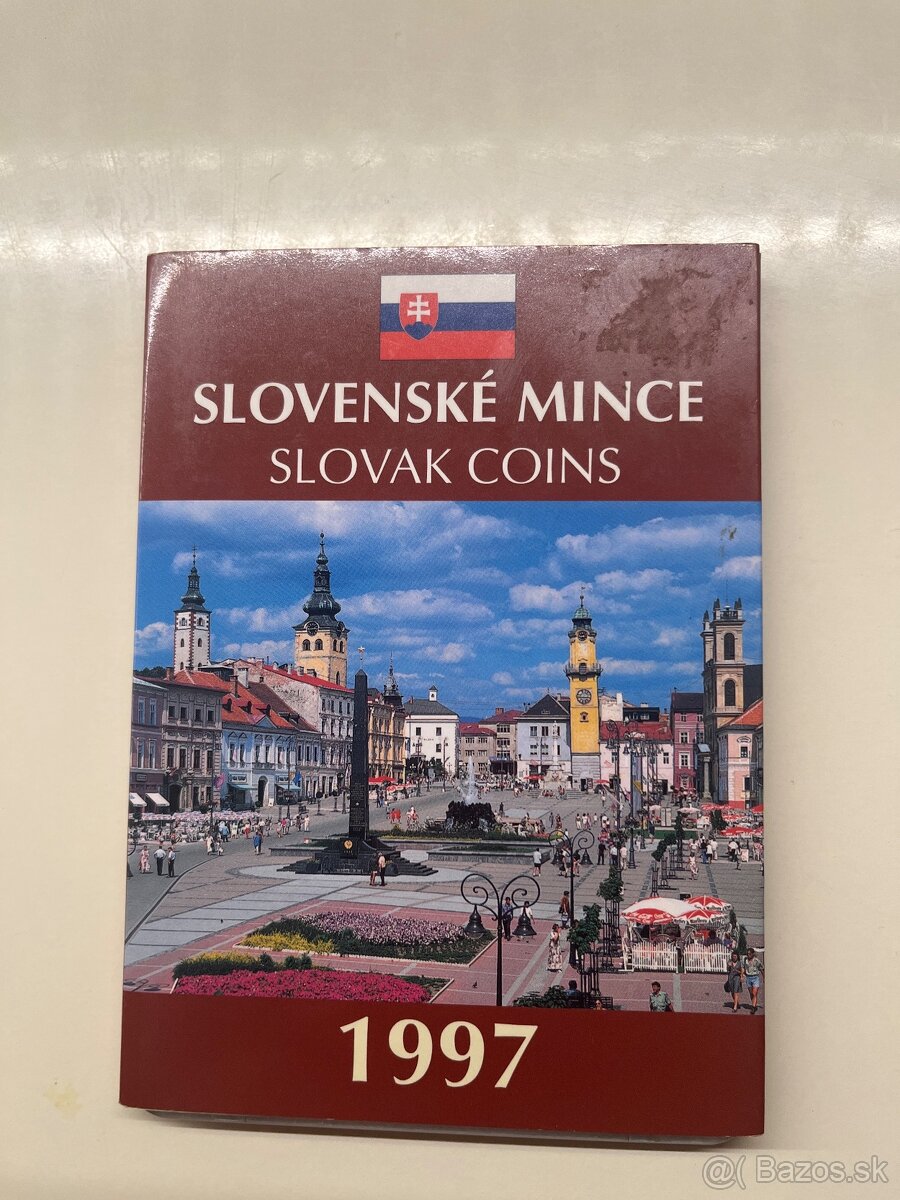 SLOVENSKÉ MINCE
SLOVAK COINS
1997
@( Bazos.sk